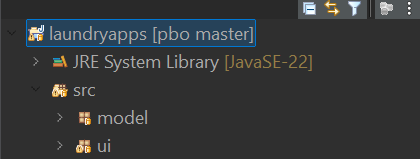 laundryapps [pbo master]
JRE System Library [JavaSE-22]
src
model
ui